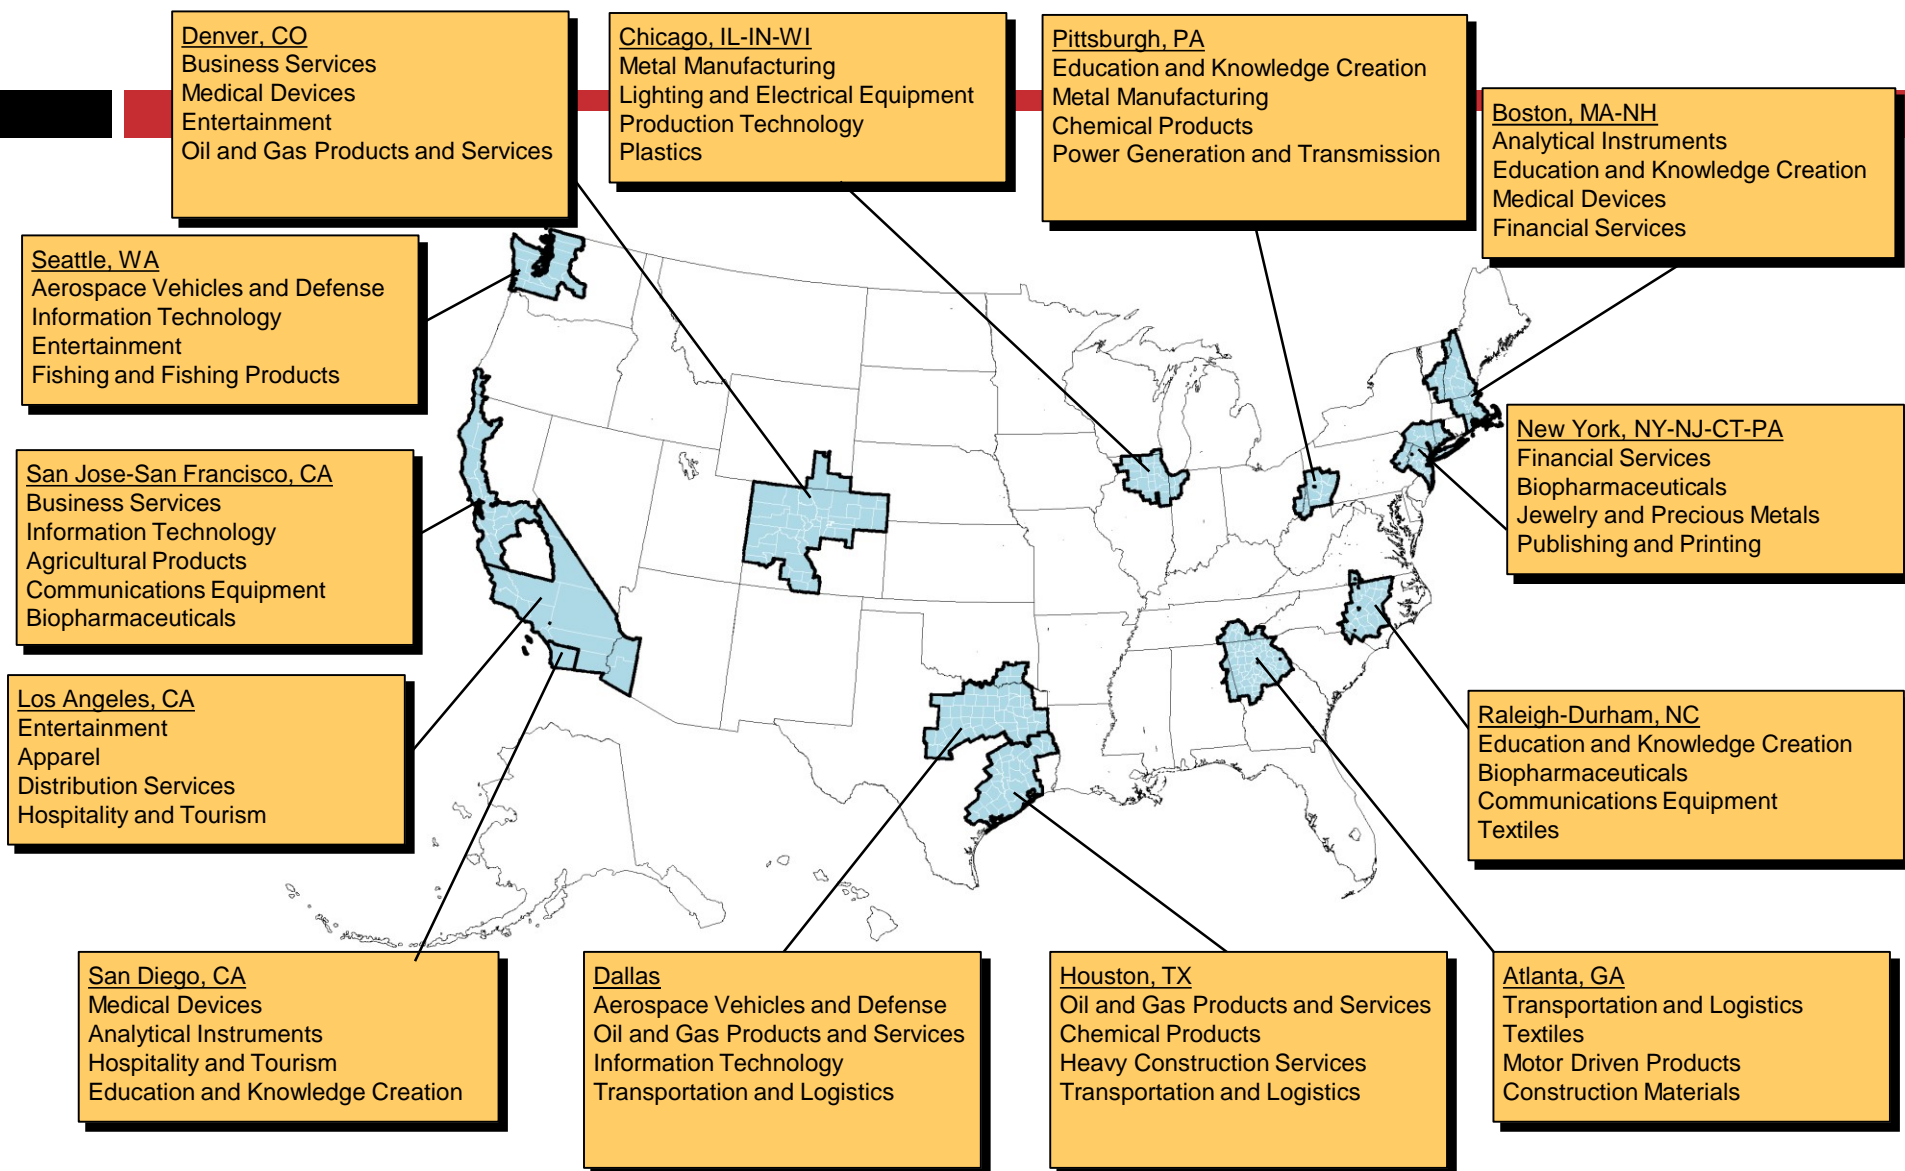 Denver, CO
Business Services
Medical Devices
Entertainment
Oil and Gas Products and Services
Chicago, IL-IN-WI
Metal Manufacturing
Lighting and Electrical Equipment
Production Technology
Plastics
Pittsburgh, PA
Education and Knowledge Creation
Metal Manufacturing
Chemical Products
Power Generation and Transmission
Boston, MA-NH
Analytical Instruments
Education and Knowledge Creation
Medical Devices
Financial Services
Seattle, WA
Aerospace Vehicles and Defense
Information Technology
Entertainment
Fishing and Fishing Products
New York, NY-NJ-CT-PA
Financial Services
Biopharmaceuticals
Jewelry and Precious Metals
Publishing and Printing
San Jose-San Francisco, CA
Business Services
Information Technology
Agricultural Products
Communications Equipment
Biopharmaceuticals
Los Angeles, CA
Entertainment
Apparel
Distribution Services
Hospitality and Tourism
Raleigh-Durham, NC
Education and Knowledge Creation
Biopharmaceuticals
Communications Equipment
Textiles
San Diego, CA
Medical Devices
Analytical Instruments
Hospitality and Tourism
Education and Knowledge Creation
Dallas
Aerospace Vehicles and Defense
Oil and Gas Products and Services
Information Technology
Transportation and Logistics
Houston, TX
Oil and Gas Products and Services
Chemical Products
Heavy Construction Services
Transportation and Logistics
Atlanta, GA
Transportation and Logistics
Textiles
Motor Driven Products
Construction Materials